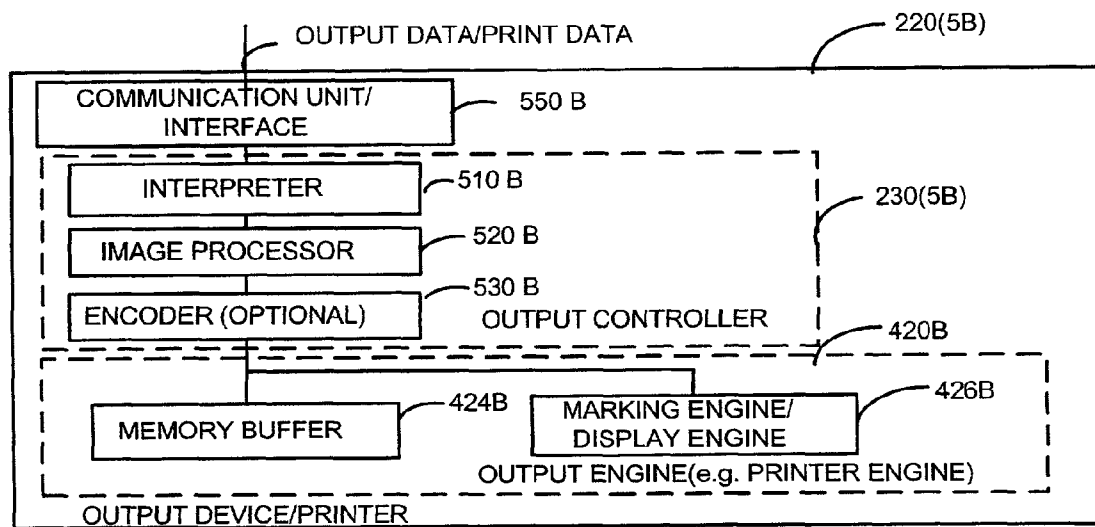 OUTPUT DATA/PRINT DATA
220(5B)
COMMUNICATION UNIT/
INTERFACE
550 B
INTERPRETER
510 B
230(5B)
IMAGE PROCESSOR
520 B
ENCODER (OPTIONAL)
530 B
OUTPUT CONTROLLER
420B
MEMORY BUFFER
424B
MARKING ENGINE/
DISPLAY ENGINE
426B
OUTPUT ENGINE(e.g. PRINTER ENGINE)
OUTPUT DEVICE/PRINTER